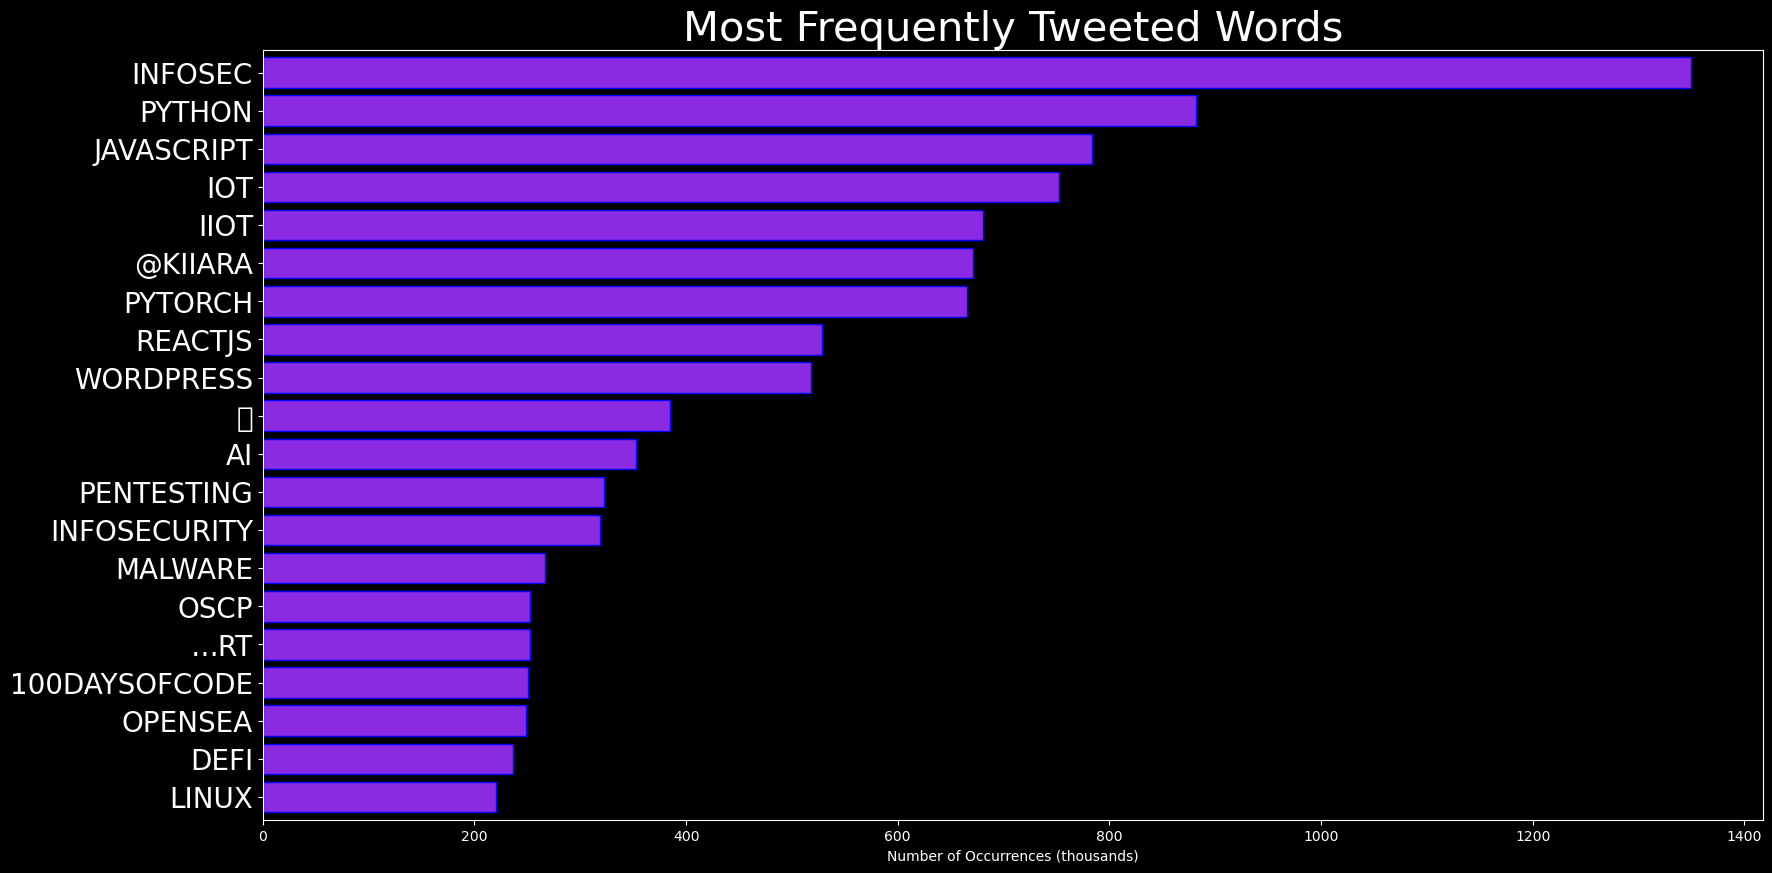 Most Frequently Tweeted Words
INFOSEC
PYTHON
JAVASCRIPT
IOT
IIOT
@KIIARA
PYTORCH
REACTJS
WORDPRESS
AI
PENTESTING
INFOSECURITY
MALWARE
OSCP
...RT
100DAYSOFCODE
OPENSEA
DEFI
LINUX
0 200 400 600 800 1000 1200 1400
Number of Occurrences (thousands)